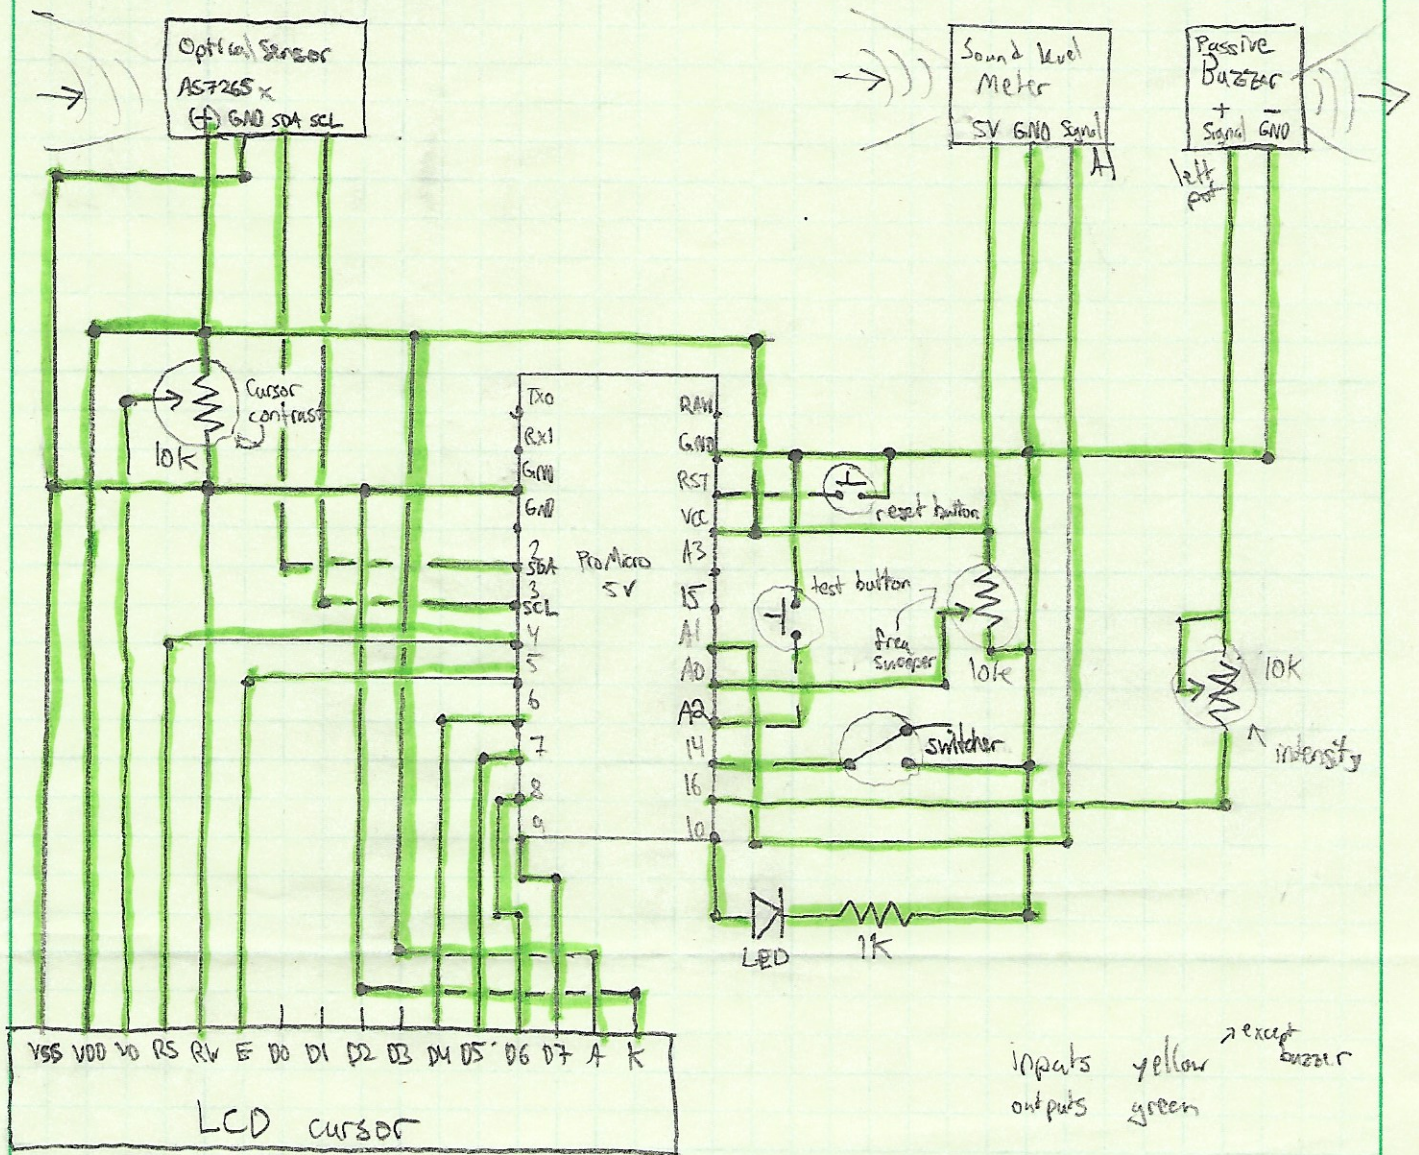 Optical Sensor
AS7265x
(+) GND SDA SCL
Sound level
Meter
5V GND Signal
A1
Passive
Buzzer
+ −
Signal GND
left
pot
Cursor
contrast
10K
TX0
RX1
GND
GND
2
SDA
3
SCL
4
5
6
7
8
9
ProMicro
5V
RAW
GND
RST
VCC
A3
15
A1
A0
A2
14
16
10
reset button
test button
freq
sweeper
10K
switcher
10K
intensity
LED
1K
VSS VDD V0 RS RW E D0 D1 D2 D3 D4 D5 D6 D7 A K
LCD cursor
inputs yellow
except
buzzer
outputs green